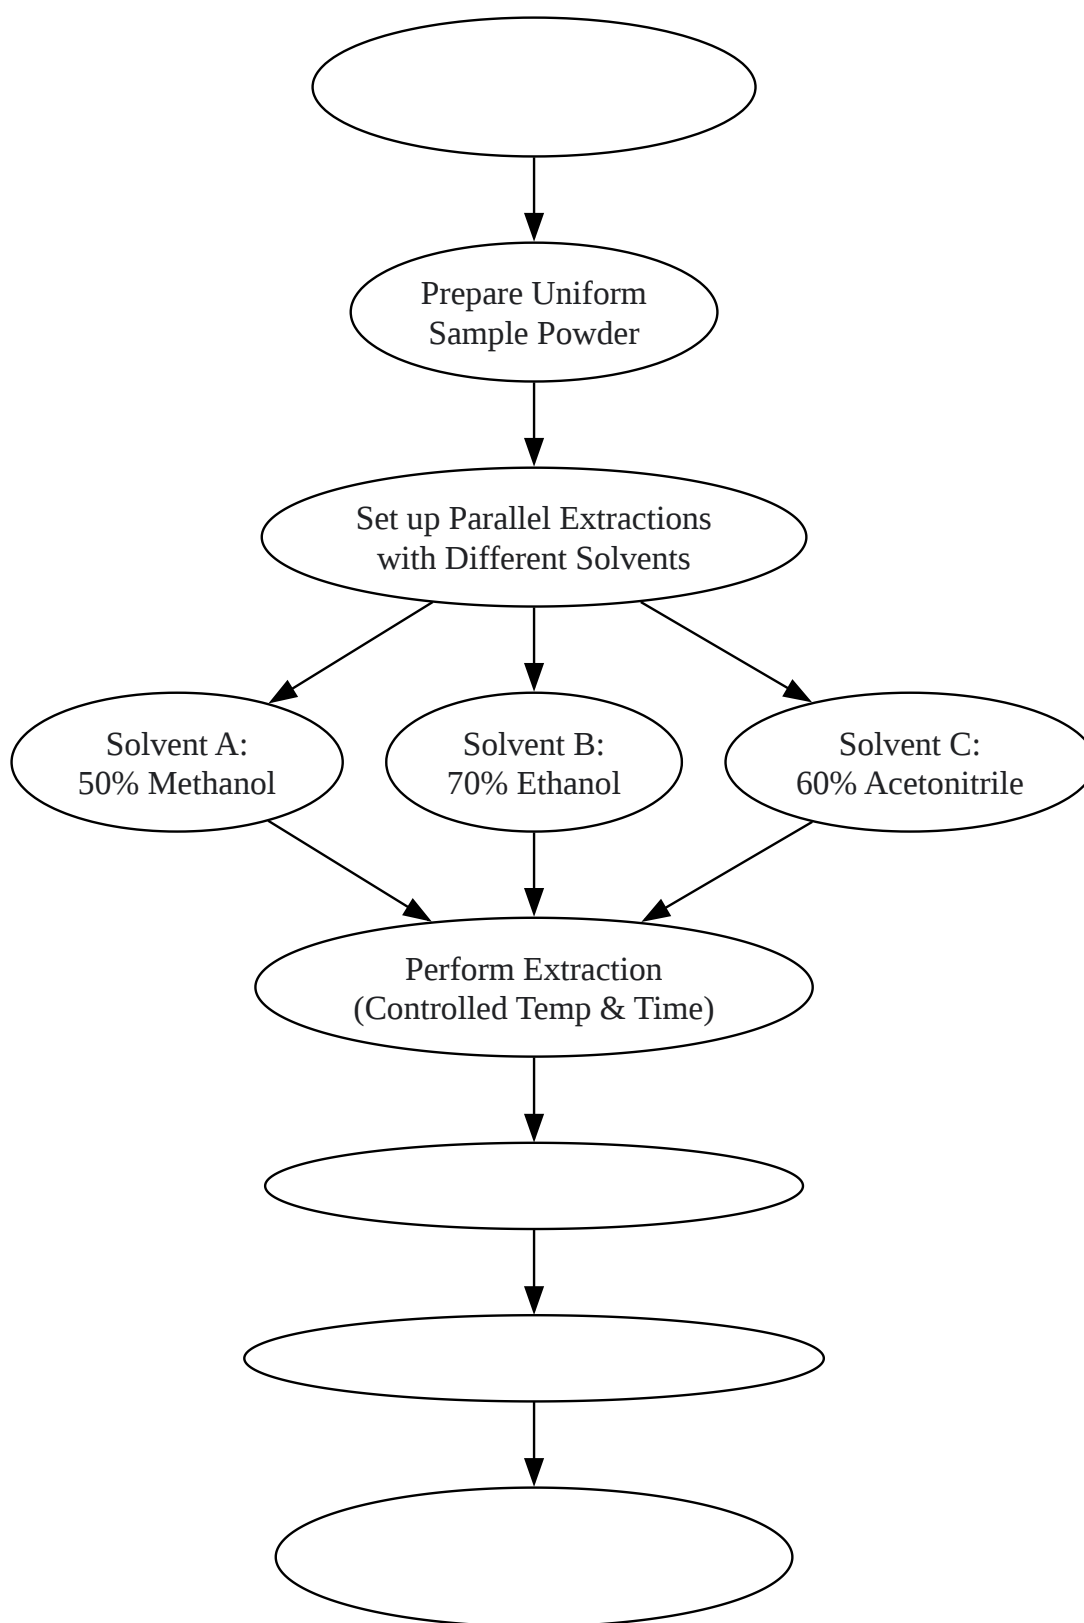 Prepare Uniform
Sample Powder
Set up Parallel Extractions
with Different Solvents
Solvent A:
50% Methanol
Solvent B:
70% Ethanol
Solvent C:
60% Acetonitrile
Perform Extraction
(Controlled Temp & Time)